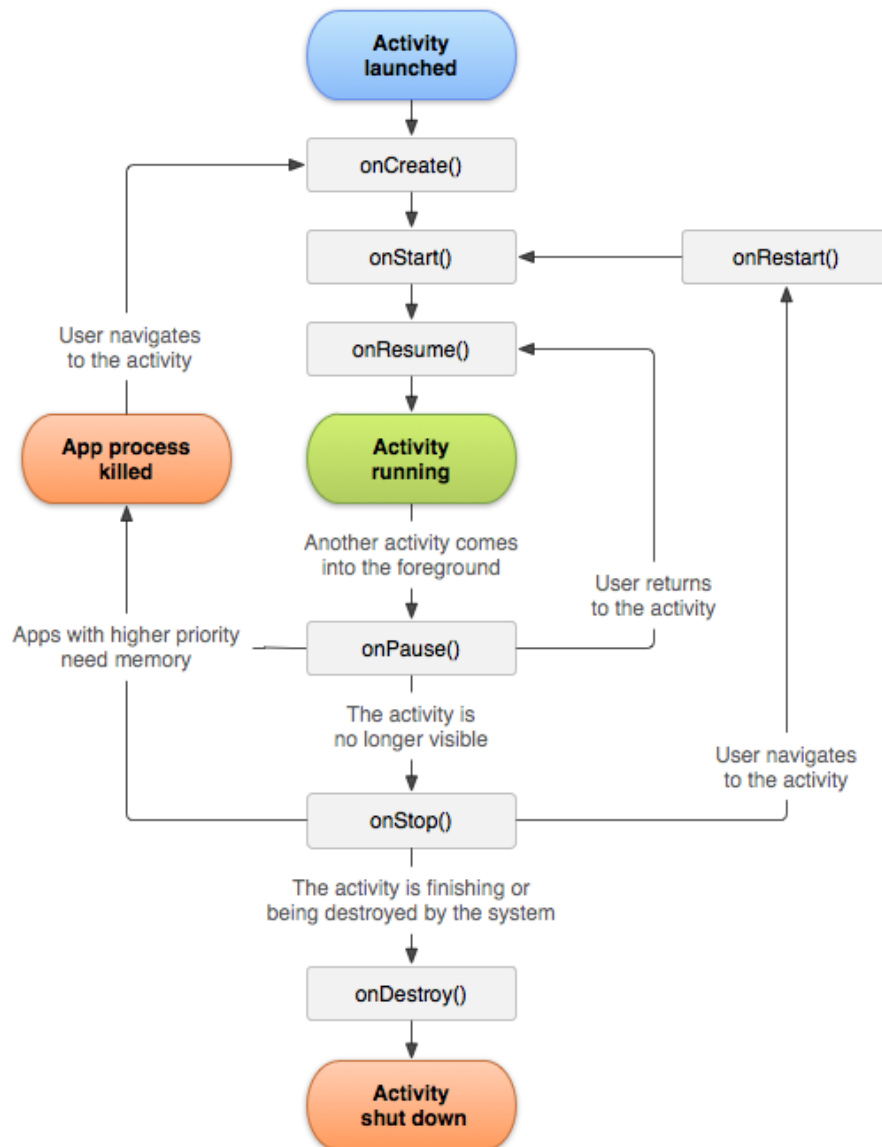 Activity
launched
onCreate()
onStart()
onRestart()
User navigates
to the activity
onResume()
App process
killed
Activity
running
Another activity comes
into the foreground
User returns
to the activity
Apps with higher priority
need memory
onPause()
The activity is
no longer visible
User navigates
to the activity
onStop()
The activity is finishing or
being destroyed by the system
onDestroy()
Activity
shut down